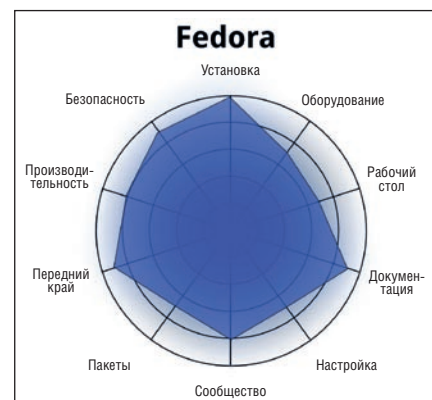 Fedora
Установка
Безопасность
Оборудование
Производи-
тельность
Рабочий
стол
Передний
край
Докумен-
тация
Пакеты
Настройка
Сообщество